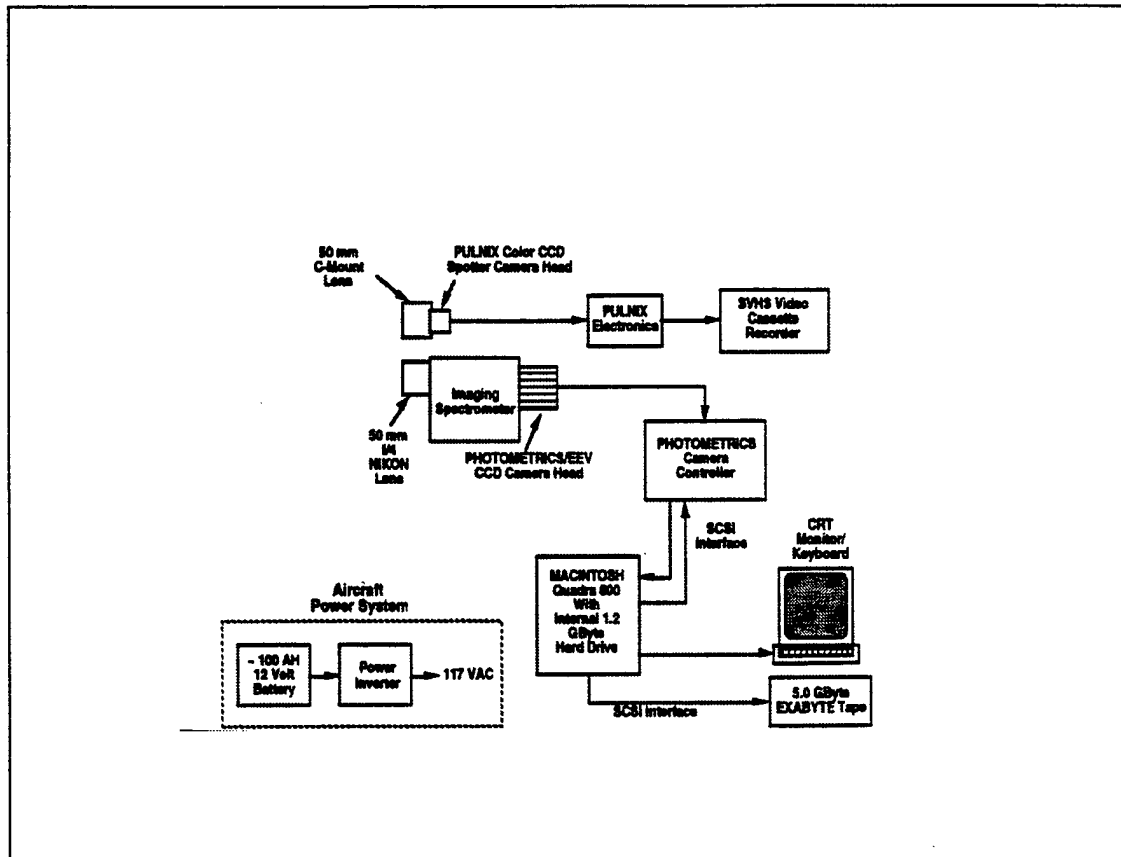 50 mm
C-Mount
Lens
PULNIX Color CCD
Spotter Camera Head
PULNIX
Electronics
SVHS Video
Cassette
Recorder
Imaging
Spectrometer
50 mm
f/4
NIKON
Lens
PHOTOMETRICS/EEV
CCD Camera Head
PHOTOMETRICS
Camera
Controller
SCSI
Interface
CRT
Monitor/
Keyboard
MACINTOSH
Quadra 800
With
Internal 1.2
GByte
Hard Drive
Aircraft
Power System
~ 100 AH
12 Volt
Battery
Power
Inverter
117 VAC
SCSI Interface
5.0 GByte
EXABYTE Tape